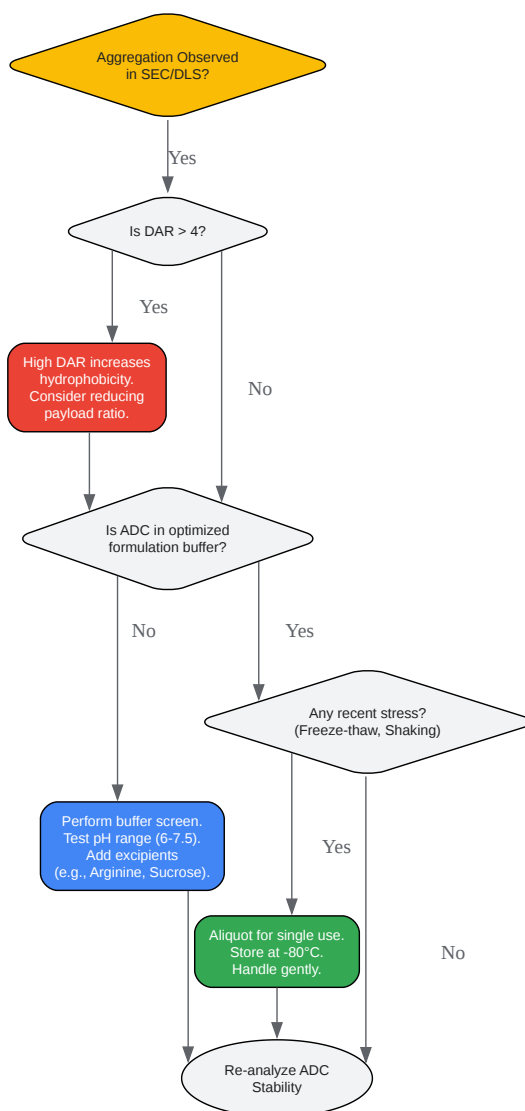 Aggregation Observed
in SEC/DLS?
Yes
Is DAR > 4?
Yes
High DAR increases
hydrophobicity.
Consider reducing
payload ratio.
No
Is ADC in optimized
formulation buffer?
No
Yes
Any recent stress?
(Freeze-thaw, Shaking)
Perform buffer screen.
Test pH range (6-7.5).
Add excipients
(e.g., Arginine, Sucrose).
Yes
Aliquot for single use.
Store at -80°C.
Handle gently.
No
Re-analyze ADC
Stability